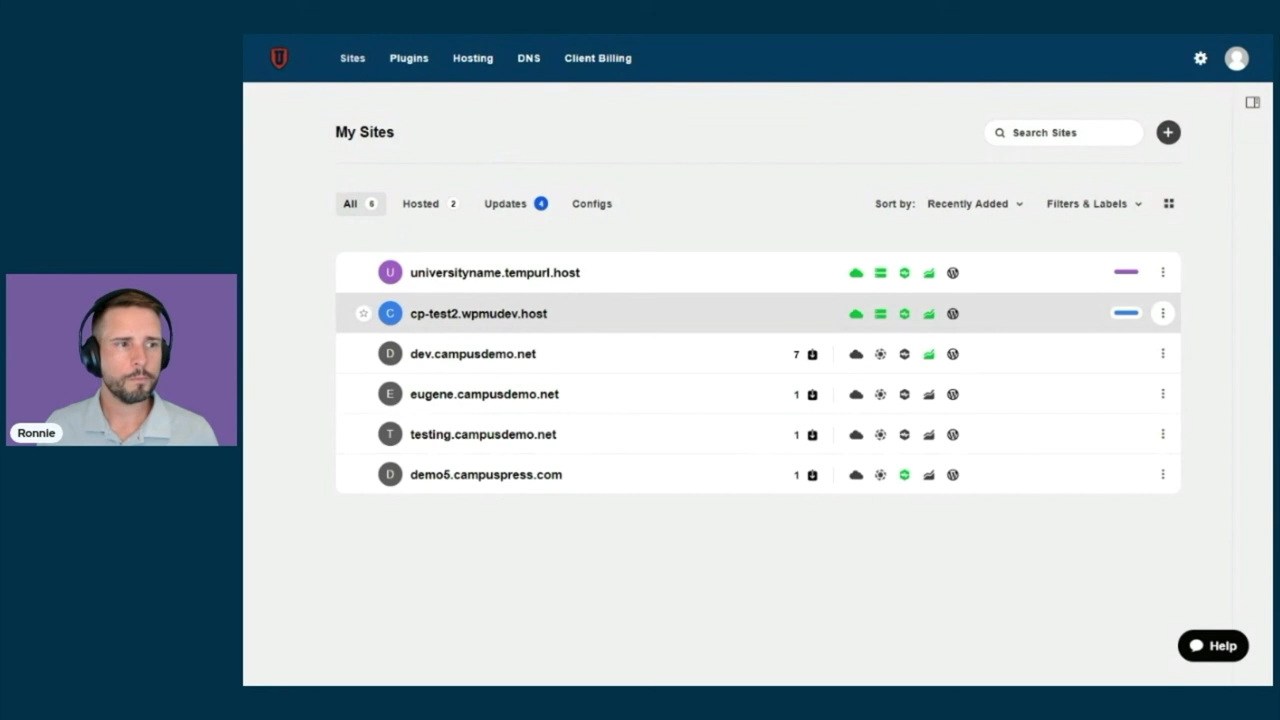 Sites Plugins Hosting DNS Client Billing
My Sites
Search Sites
All 6 Hosted 2 Updates 4 Configs
Sort by: Recently Added Filters & Labels
U universityname.tempurl.host
C cp-test2.wpmudev.host
D dev.campusdemo.net 7
E eugene.campusdemo.net 1
T testing.campusdemo.net 1
D demo5.campuspress.com 1
Ronnie
Help